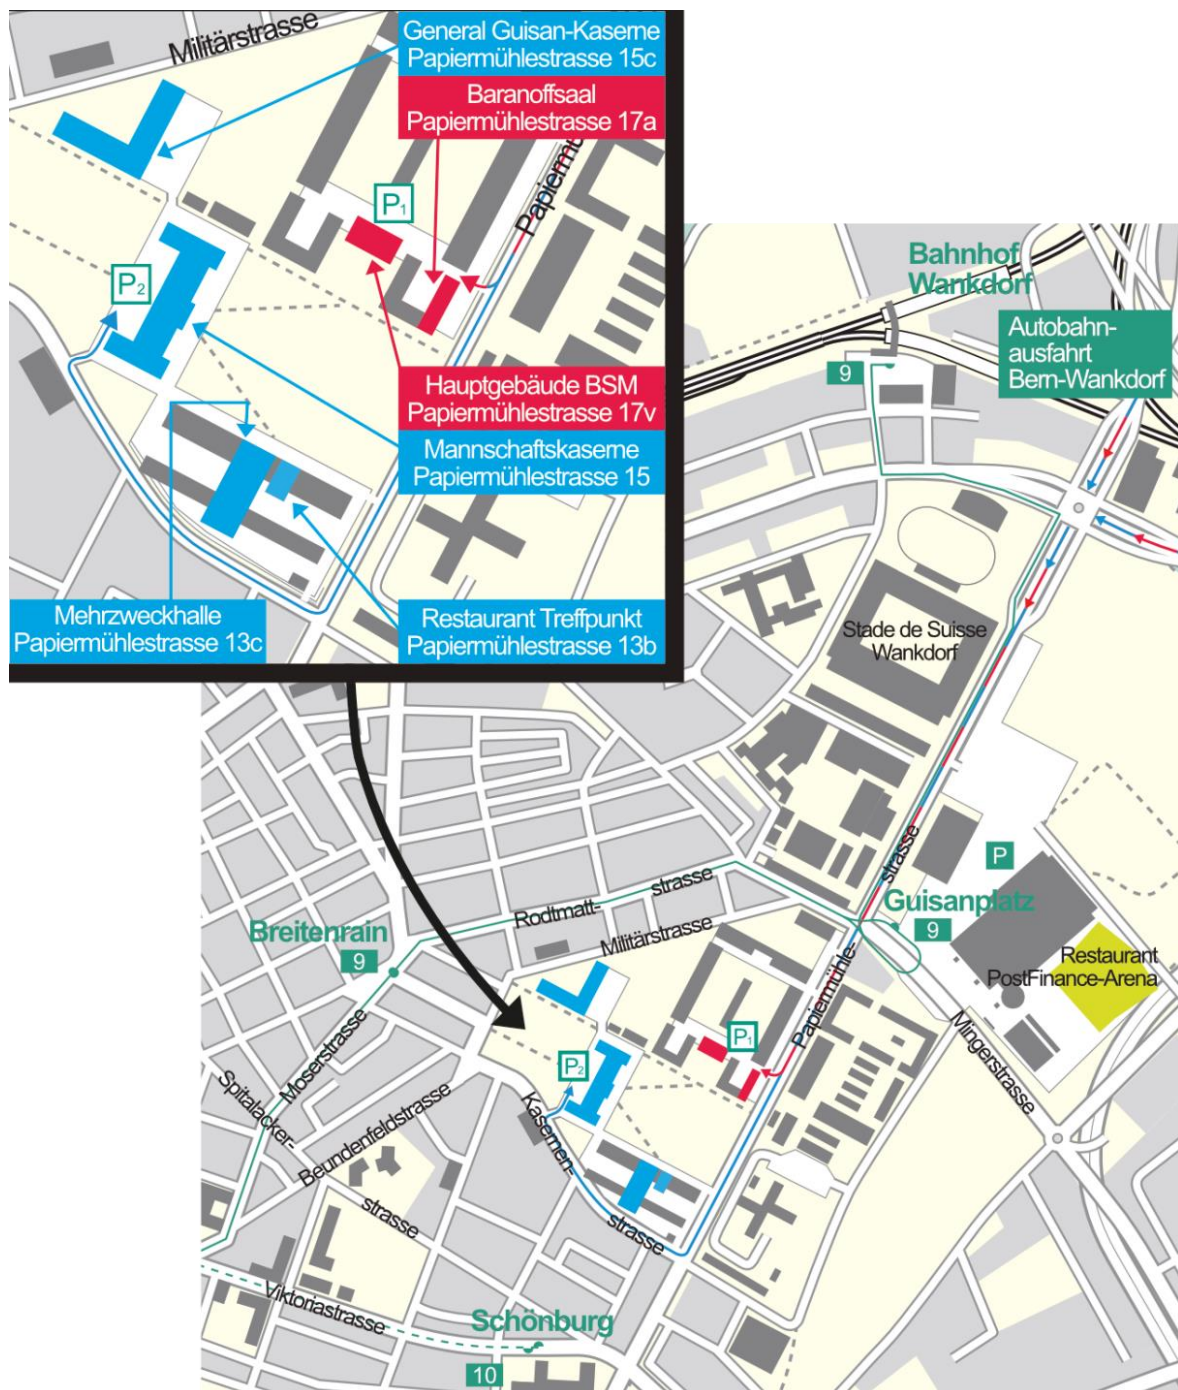 Militärstrasse
General Guisan-Kaserne
Papiermühlestrasse 15c
Baranoffsaal
Papiermühlestrasse 17a
Papiermü
P1
P2
Hauptgebäude BSM
Papiermühlestrasse 17v
Mannschaftskaserne
Papiermühlestrasse 15
Mehrzweckhalle
Papiermühlestrasse 13c
Restaurant Treffpunkt
Papiermühlestrasse 13b
Bahnhof
Wankdorf
9
Autobahn-
ausfahrt
Bern-Wankdorf
Stade de Suisse
Wankdorf
strasse
P
Guisanplatz
9
Rodtmatt-
strasse
Militärstrasse
Breitenrain
9
Restaurant
PostFinance-Arena
Papiermühle-
Mingerstrasse
P1
P2
Moserstrasse
Spitalacker-
Beundenfeldstrasse
Kasernen-
strasse
strasse
Viktoriastrasse
Schönburg
10